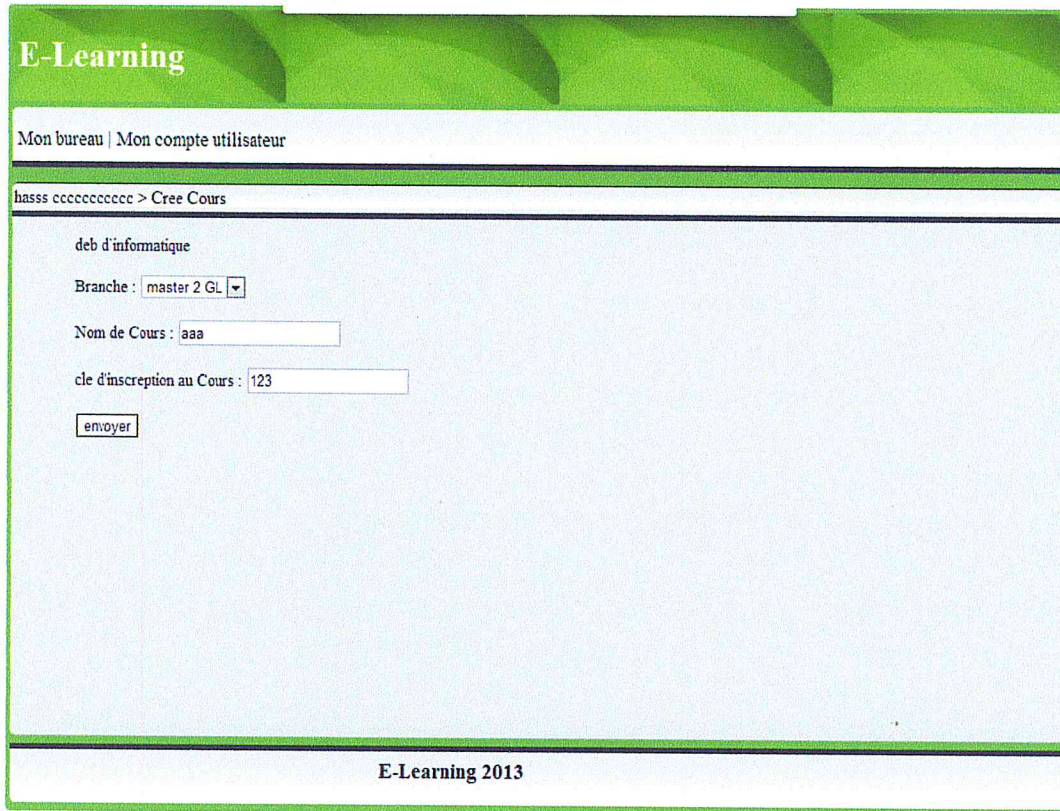 E-Learning
Mon bureau | Mon compte utilisateur
hasss ccccccccccc > Cree Cours
deb d'informatique
Branche : master 2 GL
Nom de Cours : aaa
cle d'inscreption au Cours : 123
envoyer
E-Learning 2013